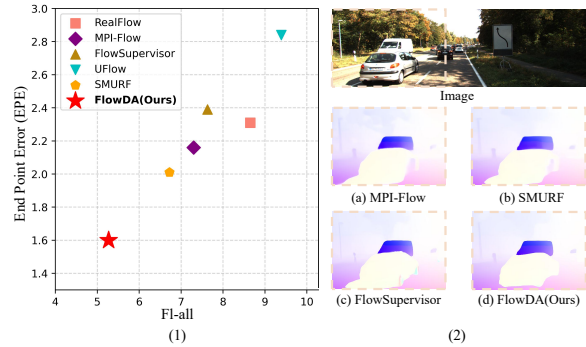 3.0
2.8
2.6
2.4
2.2
2.0
1.8
1.6
1.4
End Point Error (EPE)
RealFlow
MPI-Flow
FlowSupervisor
UFlow
SMURF
FlowDA(Ours)
4 5 6 7 8 9 10
Fl-all
(1)
Image
(a) MPI-Flow
(b) SMURF
(c) FlowSupervisor
(d) FlowDA(Ours)
(2)